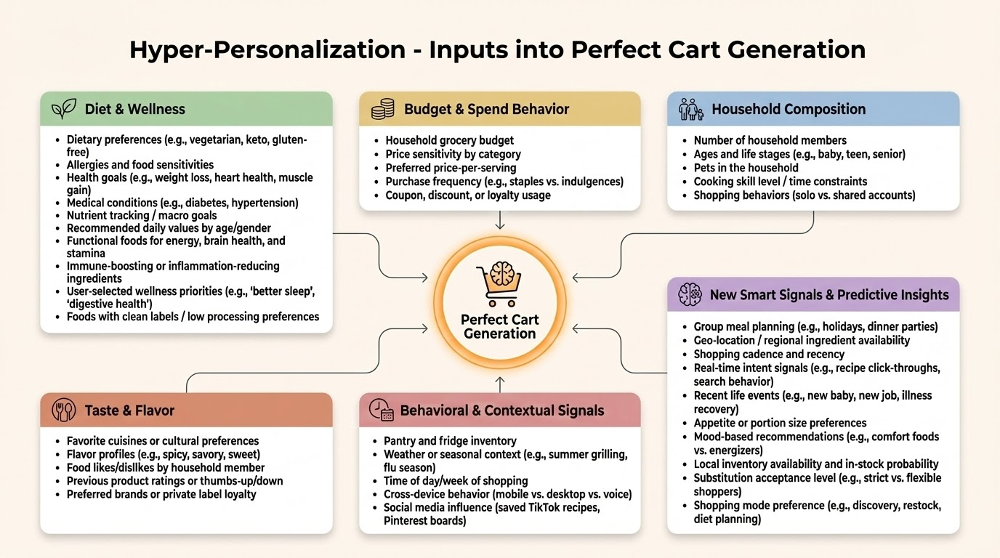 Hyper-Personalization - Inputs into Perfect Cart Generation
Diet & Wellness
• Dietary preferences (e.g., vegetarian, keto, gluten-
free)
• Allergies and food sensitivities
• Health goals (e.g., weight loss, heart health, muscle
gain)
• Medical conditions (e.g., diabetes, hypertension)
• Nutrient tracking / macro goals
• Recommended daily values by age/gender
• Functional foods for energy, brain health, and
stamina
• Immune-boosting or inflammation-reducing
ingredients
• User-selected wellness priorities (e.g., ‘better sleep’,
‘digestive health’)
• Foods with clean labels / low processing preferences
Budget & Spend Behavior
• Household grocery budget
• Price sensitivity by category
• Preferred price-per-serving
• Purchase frequency (e.g., staples vs. indulgences)
• Coupon, discount, or loyalty usage
Household Composition
• Number of household members
• Ages and life stages (e.g., baby, teen, senior)
• Pets in the household
• Cooking skill level / time constraints
• Shopping behaviors (solo vs. shared accounts)
Perfect Cart
Generation
Taste & Flavor
• Favorite cuisines or cultural preferences
• Flavor profiles (e.g., spicy, savory, sweet)
• Food likes/dislikes by household member
• Previous product ratings or thumbs-up/down
• Preferred brands or private label loyalty
Behavioral & Contextual Signals
• Pantry and fridge inventory
• Weather or seasonal context (e.g., summer grilling,
flu season)
• Time of day/week of shopping
• Cross-device behavior (mobile vs. desktop vs. voice)
• Social media influence (saved TikTok recipes,
Pinterest boards)
New Smart Signals & Predictive Insights
• Group meal planning (e.g., holidays, dinner parties)
• Geo-location / regional ingredient availability
• Shopping cadence and recency
• Real-time intent signals (e.g., recipe click-throughs,
search behavior)
• Recent life events (e.g., new baby, new job, illness
recovery)
• Appetite or portion size preferences
• Mood-based recommendations (e.g., comfort foods
vs. energizers)
• Local inventory availability and in-stock probability
• Substitution acceptance level (e.g., strict vs. flexible
shoppers)
• Shopping mode preference (e.g., discovery, restock,
diet planning)